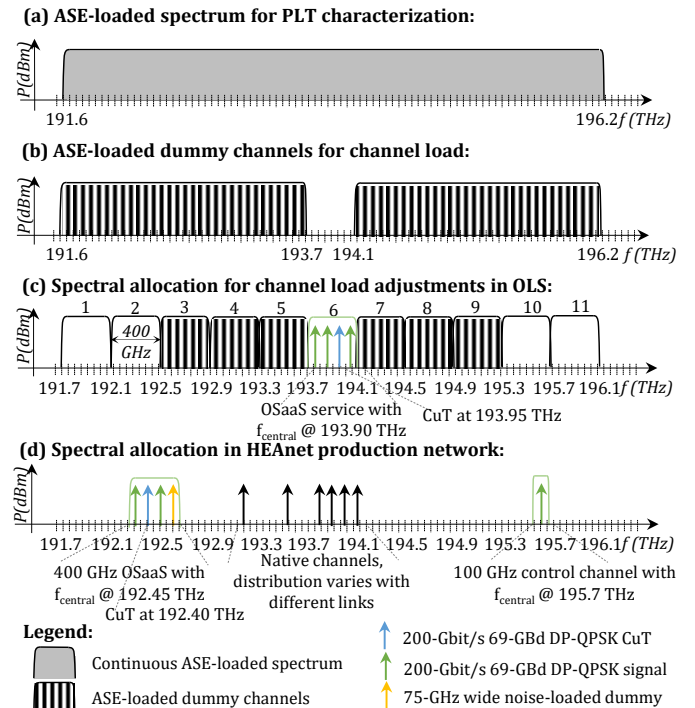 (a) ASE-loaded spectrum for PLT characterization:
P(dBm)
191.6 196.2 f (THz)
(b) ASE-loaded dummy channels for channel load:
P(dBm)
191.6 193.7 194.1 196.2 f (THz)
(c) Spectral allocation for channel load adjustments in OLS:
1 2 3 4 5 6 7 8 9 10 11
P(dBm)
400
GHz
191.7 192.1 192.5 192.9 193.3 193.7 194.1 194.5 194.9 195.3 195.7 196.1 f (THz)
OSaaS service with
fcentral @ 193.90 THz
CuT at 193.95 THz
(d) Spectral allocation in HEAnet production network:
P(dBm)
191.7 192.1 192.5 192.9 193.3 193.7 194.1 194.5 194.9 195.3 195.7 196.1 f (THz)
400 GHz OSaaS with
fcentral @ 192.45 THz
CuT at 192.40 THz
Native channels,
distribution varies with
different links
100 GHz control channel with
fcentral @ 195.7 THz
Legend:
Continuous ASE-loaded spectrum
ASE-loaded dummy channels
200-Gbit/s 69-GBd DP-QPSK CuT
200-Gbit/s 69-GBd DP-QPSK signal
75-GHz wide noise-loaded dummy